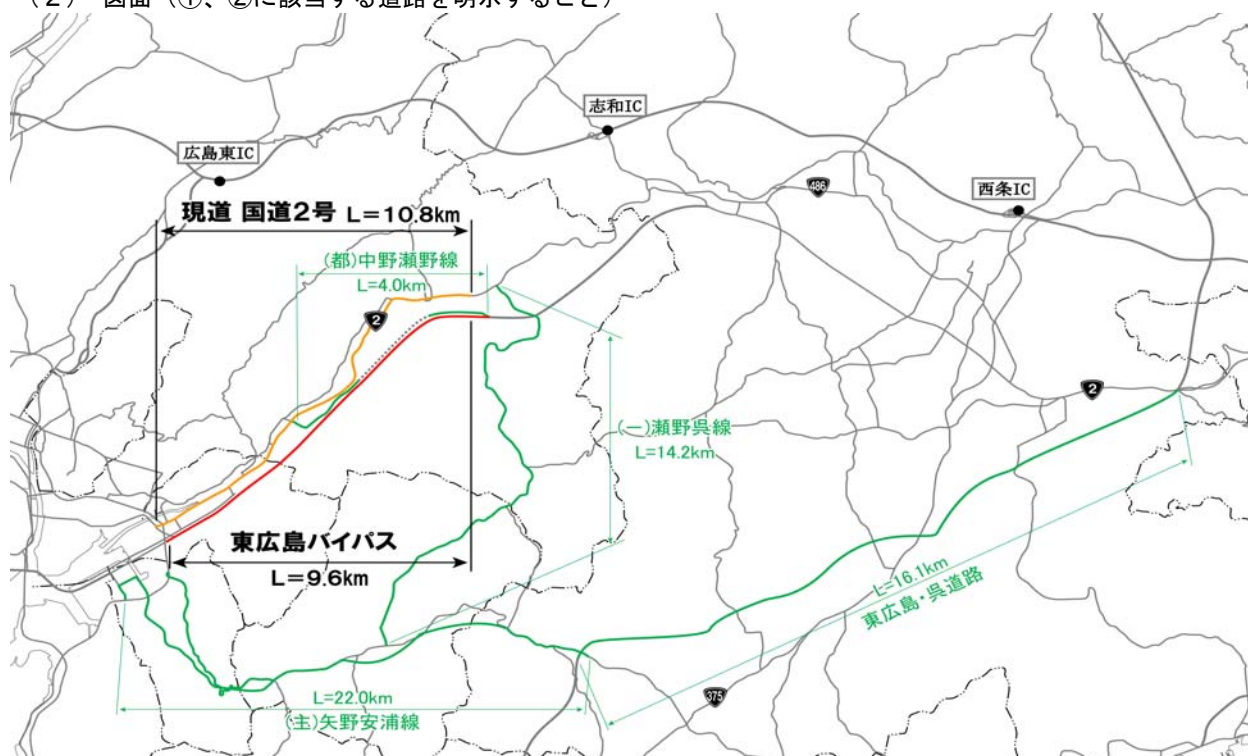 （２） 図面（①、②に該当する道路を明示すること）
志和IC
広島東IC
486
西条IC
現道 国道2号 L=10.8km
(都)中野瀬野線
L=4.0km
2
2
(一)瀬野呉線
L=14.2km
東広島バイパス
L=9.6km
L=16.1km
東広島・呉道路
375
L=22.0km
(主)矢野安浦線